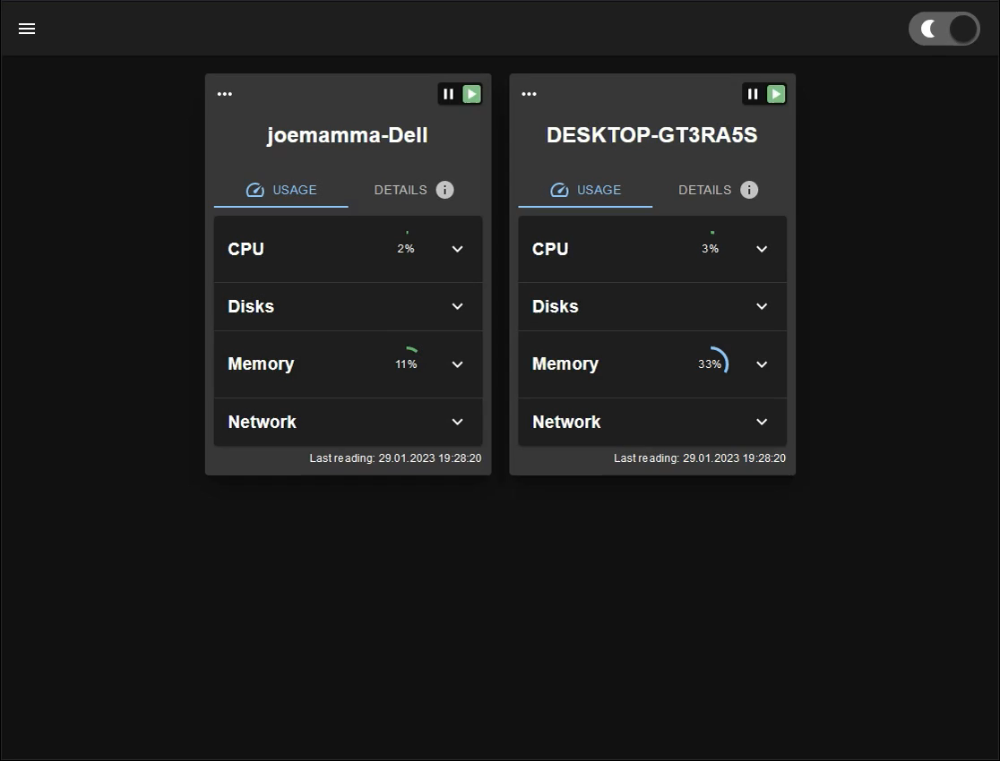 joemamma-Dell
USAGE DETAILS
CPU 2%
Disks
Memory 11%
Network
Last reading: 29.01.2023 19:28:20
DESKTOP-GT3RA5S
USAGE DETAILS
CPU 3%
Disks
Memory 33%
Network
Last reading: 29.01.2023 19:28:20